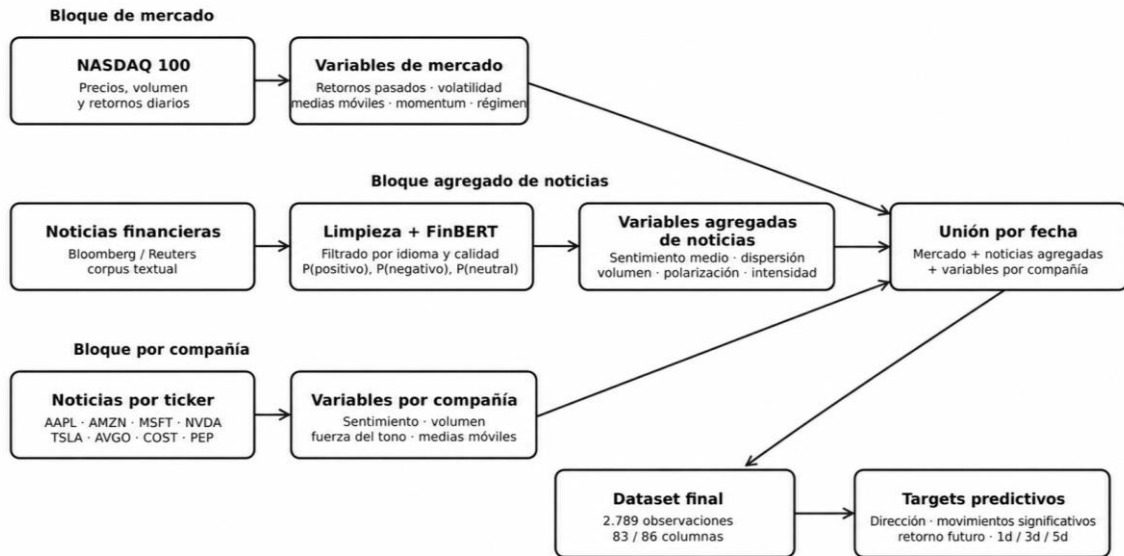 Bloque de mercado
NASDAQ 100
Precios, volumen
y retornos diarios
Variables de mercado
Retornos pasados · volatilidad
medias móviles · momentum · régimen
Bloque agregado de noticias
Noticias financieras
Bloomberg / Reuters
corpus textual
Limpieza + FinBERT
Filtrado por idioma y calidad
P(positivo), P(negativo), P(neutral)
Variables agregadas
de noticias
Sentimiento medio · dispersión
volumen · polarización · intensidad
Unión por fecha
Mercado + noticias agregadas
+ variables por compañía
Bloque por compañía
Noticias por ticker
AAPL · AMZN · MSFT · NVDA
TSLA · AVGO · COST · PEP
Variables por compañía
Sentimiento · volumen
fuerza del tono · medias móviles
Dataset final
2.789 observaciones
83 / 86 columnas
Targets predictivos
Dirección · movimientos significativos
retorno futuro · 1d / 3d / 5d